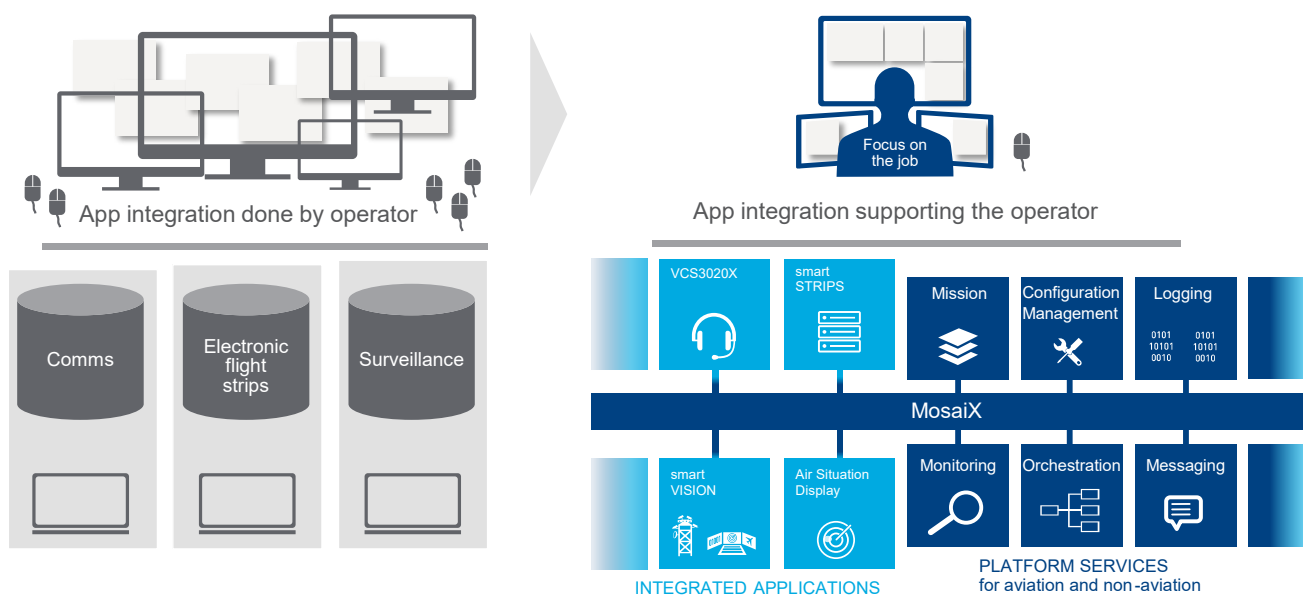 App integration done by operator
Comms
Electronic
flight
strips
Surveillance
Focus on
the job
App integration supporting the operator
VCS3020X
smart
STRIPS
Mission
Configuration
Management
Logging
0101 0101
10101 10101
0010 0010
MosaiX
smart
VISION
Air Situation
Display
Monitoring
Orchestration
Messaging
INTEGRATED APPLICATIONS
PLATFORM SERVICES
for aviation and non-aviation